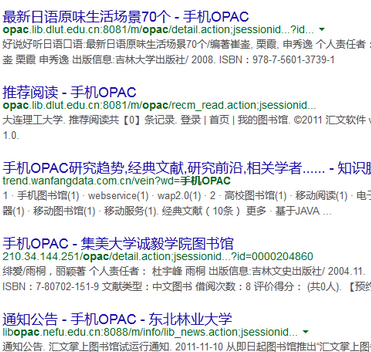 最新日语原味生活场景70个 - 手机OPAC
opac.lib.dlut.edu.cn:8081/m/opac/detail.action;jsessionid...?id...
好说好听日语口语:最新日语原味生活场景70个/编著崔崟, 栗霞, 申秀逸 个人责任者：
崟 栗霞 申秀逸 出版信息:吉林大学出版社/ 2008. ISBN：978-7-5601-3739-1
推荐阅读 - 手机OPAC
opac.lib.dlut.edu.cn:8081/m/opac/recm_read.action;jsessionid...
大连理工大学. 推荐阅读共【0】条记录. 登录 | 首页 | 我的图书馆. ©2011 汇文软件 v
1.0.
手机OPAC研究趋势,经典文献,研究前沿,相关学者...... - 知识脉
trend.wanfangdata.com.cn/vein?wd=手机OPAC
1 · 手机图书馆(1) · webservice(1) · wap2.0(1) · 2 · 高校图书馆(1) · 移动阅读(1) · 电子
器(1) · 移动图书馆(1) · 移动服务(1). 经典文献（10条） 更多 · 基于JAVA ...
手机OPAC - 集美大学诚毅学院图书馆
210.34.144.251/opac/detail.action;jsessionid...?id=0000204860
绯爱/雨桐，丽颖著 个人责任者： 杜宇峰 雨桐 出版信息:吉林文史出版社/ 2004.11.
ISBN：7-80702-151-9 文献类型：中文图书 借阅次数：8 评价得分： (共0人). 【预约
通知公告 - 手机OPAC - 东北林业大学
libopac.nefu.edu.cn:8088/m/info/lib_news.action;jsessionid...
通知公告. 汇文掌上图书馆试运行通知. 2011-11-10 从即日起图书馆推出"汇文掌上图